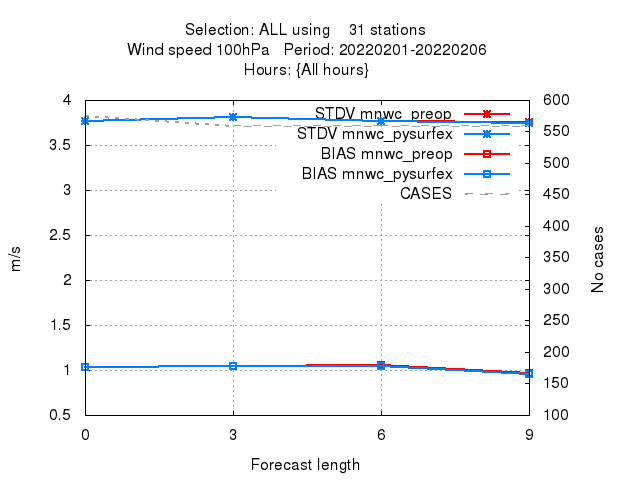 Selection: ALL using    31 stations
Wind speed 100hPa   Period: 20220201-20220206
Hours: {All hours}
4
3.5
3
2.5
2
1.5
1
0.5
600
550
500
450
400
350
300
250
200
150
100
STDV mnwc_preop
STDV mnwc_pysurfex
BIAS mnwc_preop
BIAS mnwc_pysurfex
CASES
m/s
No cases
0 3 6 9
Forecast length